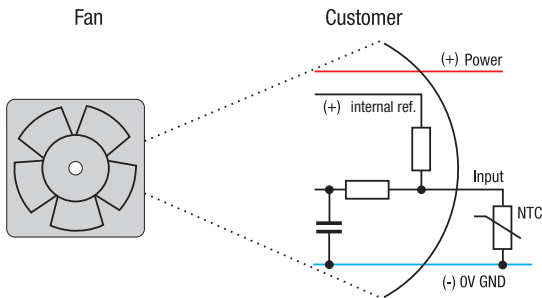 Fan
Customer
(+) Power
(+) internal ref.
Input
NTC
(-) 0V GND